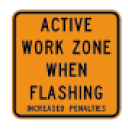 ACTIVE
WORK ZONE
WHEN
FLASHING
INCREASED PENALTIES